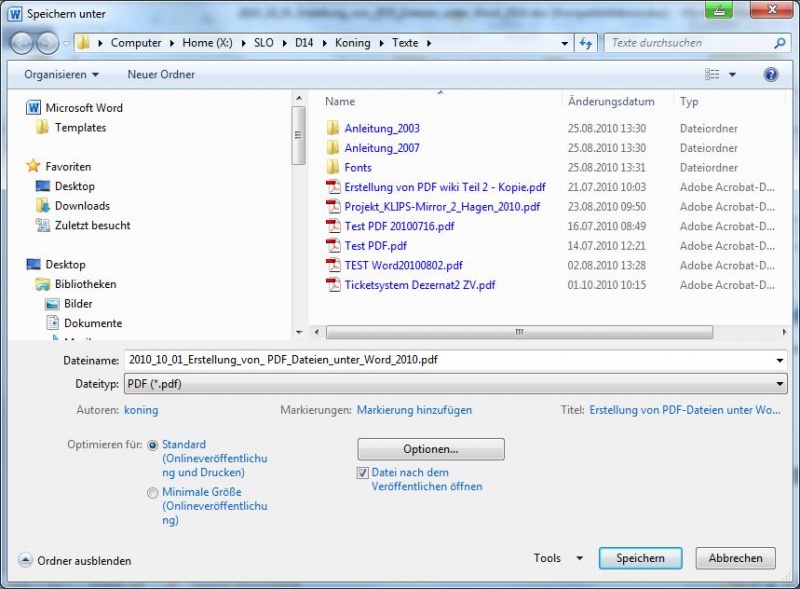 Speichern unter
Computer Home (X:) SLO D14 Koning Texte
Texte durchsuchen
Organisieren Neuer Ordner
Microsoft Word
Templates
Favoriten
Desktop
Downloads
Zuletzt besucht
Desktop
Bibliotheken
Bilder
Dokumente
Name Änderungsdatum Typ
Anleitung_2003 25.08.2010 13:30 Dateiordner
Anleitung_2007 25.08.2010 13:30 Dateiordner
Fonts 25.08.2010 13:31 Dateiordner
Erstellung von PDF wiki Teil 2 - Kopie.pdf 21.07.2010 10:03 Adobe Acrobat-D...
Projekt_KLIPS-Mirror_2_Hagen_2010.pdf 23.08.2010 09:50 Adobe Acrobat-D...
Test PDF 20100716.pdf 16.07.2010 08:49 Adobe Acrobat-D...
Test PDF.pdf 14.07.2010 12:21 Adobe Acrobat-D...
TEST Word20100802.pdf 02.08.2010 13:28 Adobe Acrobat-D...
Ticketsystem Dezernat2 ZV.pdf 01.10.2010 10:15 Adobe Acrobat-D...
Dateiname: 2010_10_01_Erstellung_von_ PDF_Dateien_unter_Word_2010.pdf
Dateityp: PDF (*.pdf)
Autoren: koning Markierungen: Markierung hinzufügen Titel: Erstellung von PDF-Dateien unter Wo...
Optimieren für: Standard
(Onlineveröffentlichu
ng und Drucken)
Minimale Größe
(Onlineveröffentlichu
ng)
Optionen...
Datei nach dem
Veröffentlichen öffnen
Ordner ausblenden
Tools Speichern Abbrechen